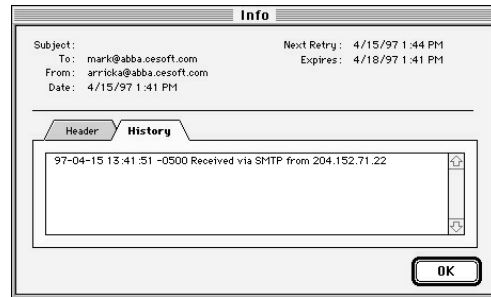 Info
Subject:
To: mark@abba.cesoft.com
From: arricka@abba.cesoft.com
Date: 4/15/97 1:41 PM
Next Retry: 4/15/97 1:44 PM
Expires: 4/18/97 1:41 PM
Header History
97-04-15 13:41:51 -0500 Received via SMTP from 204.152.71.22
OK